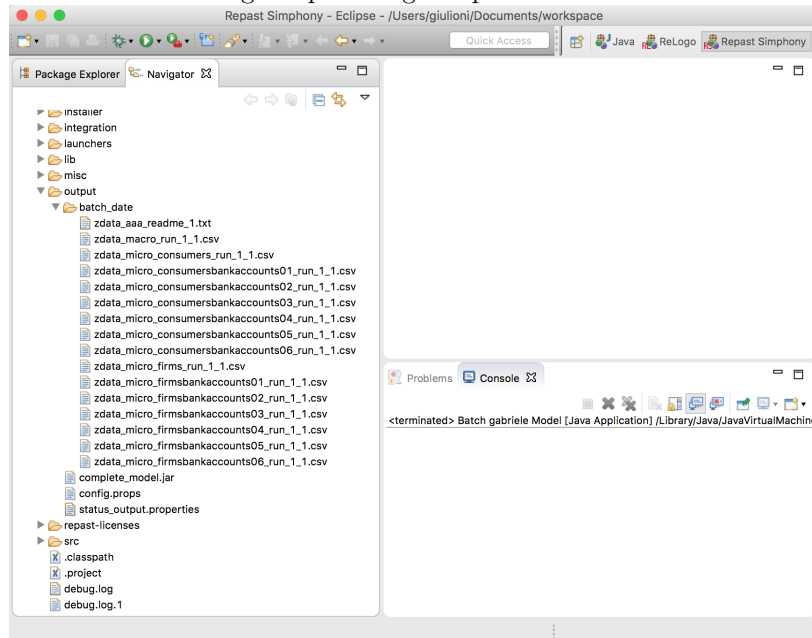 Repast Simphony - Eclipse - /Users/giulioni/Documents/workspace
Quick Access
Java
ReLogo
Repast Simphony
Package Explorer
Navigator
installer
integration
launchers
lib
misc
output
batch_date
zdata_aaa_readme_1.txt
zdata_macro_run_1_1.csv
zdata_micro_consumers_run_1_1.csv
zdata_micro_consumersbankaccounts01_run_1_1.csv
zdata_micro_consumersbankaccounts02_run_1_1.csv
zdata_micro_consumersbankaccounts03_run_1_1.csv
zdata_micro_consumersbankaccounts04_run_1_1.csv
zdata_micro_consumersbankaccounts05_run_1_1.csv
zdata_micro_consumersbankaccounts06_run_1_1.csv
zdata_micro_firms_run_1_1.csv
zdata_micro_firmsbankaccounts01_run_1_1.csv
zdata_micro_firmsbankaccounts02_run_1_1.csv
zdata_micro_firmsbankaccounts03_run_1_1.csv
zdata_micro_firmsbankaccounts04_run_1_1.csv
zdata_micro_firmsbankaccounts05_run_1_1.csv
zdata_micro_firmsbankaccounts06_run_1_1.csv
complete_model.jar
config.props
status_output.properties
repast-licenses
src
.classpath
.project
debug.log
debug.log.1
Problems
Console
<terminated> Batch gabriele Model [Java Application] /Library/Java/JavaVirtualMachine